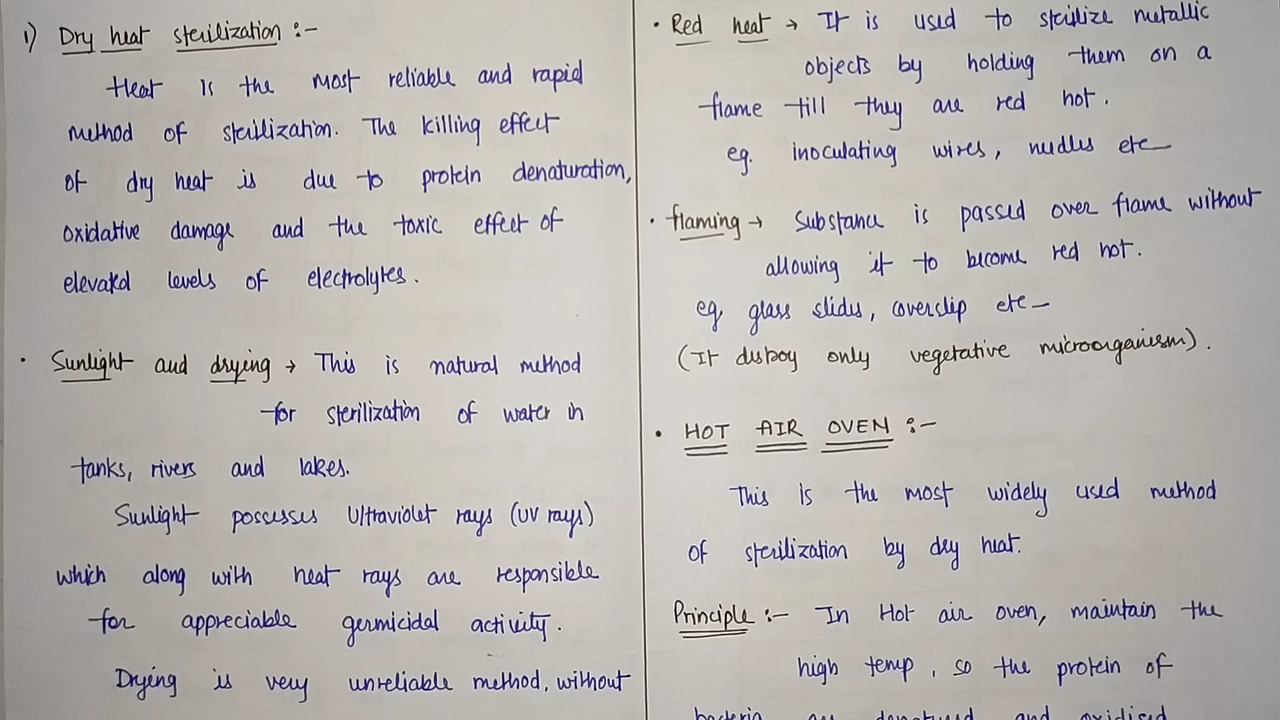 1) Dry heat sterilization :-
Heat is the most reliable and rapid
method of sterilization. The killing effect
of dry heat is due to protein denaturation,
oxidative damage and the toxic effect of
elevated levels of electrolytes.
• Sunlight and drying → This is natural method
for sterilization of water in
tanks, rivers and lakes.
Sunlight possesses Ultraviolet rays (UV rays)
which along with heat rays are responsible
for appreciable germicidal activity.
Drying is very unreliable method, without
• Red heat → It is used to sterilize metallic
objects by holding them on a
flame till they are red hot.
eg. inoculating wires, needles etc—
• flaming → Substance is passed over flame without
allowing it to become red hot.
eg. glass slides, coverslip etc—
(It distroy only vegetative microorganism).
• HOT AIR OVEN :-
This is the most widely used method
of sterilization by dry heat.
Principle :- In Hot air oven, maintain the
high temp, so the protein of
bacteria are denatured and oxidised